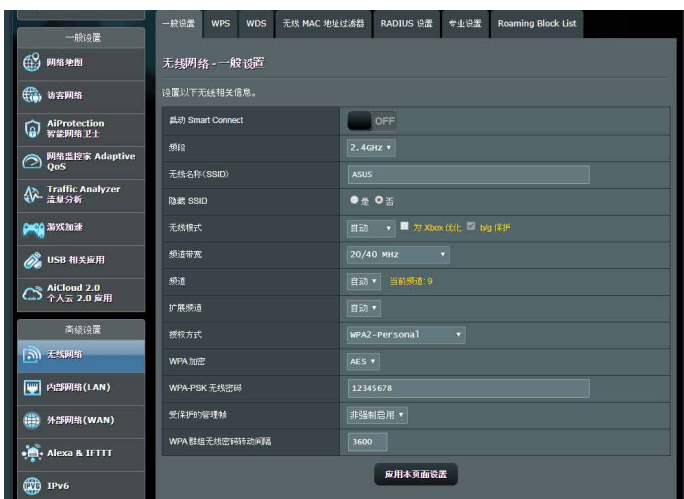 一般设置
网络地图
访客网络
AiProtection
智能网络卫士
网络监控家 Adaptive
QoS
Traffic Analyzer
流量分析
游戏加速
USB 相关应用
AiCloud 2.0
个人云 2.0 应用
高级设置
无线网络
内部网络(LAN)
外部网络(WAN)
Alexa & IFTTT
IPv6
一般设置 WPS WDS 无线 MAC 地址过滤器 RADIUS 设置 专业设置 Roaming Block List
无线网络 - 一般设置
设置以下无线相关信息。
启动 Smart Connect OFF
频段 2.4GHz
无线名称(SSID) ASUS
隐藏 SSID 是 否
无线模式 自动 为 Xbox 优化 b/g 保护
频道带宽 20/40 MHz
频道 自动 当前频道: 9
扩展频道 自动
授权方式 WPA2-Personal
WPA 加密 AES
WPA-PSK 无线密码 12345678
受保护的管理帧 非强制启用
WPA 群组无线密码转动间隔 3600
应用本页面设置